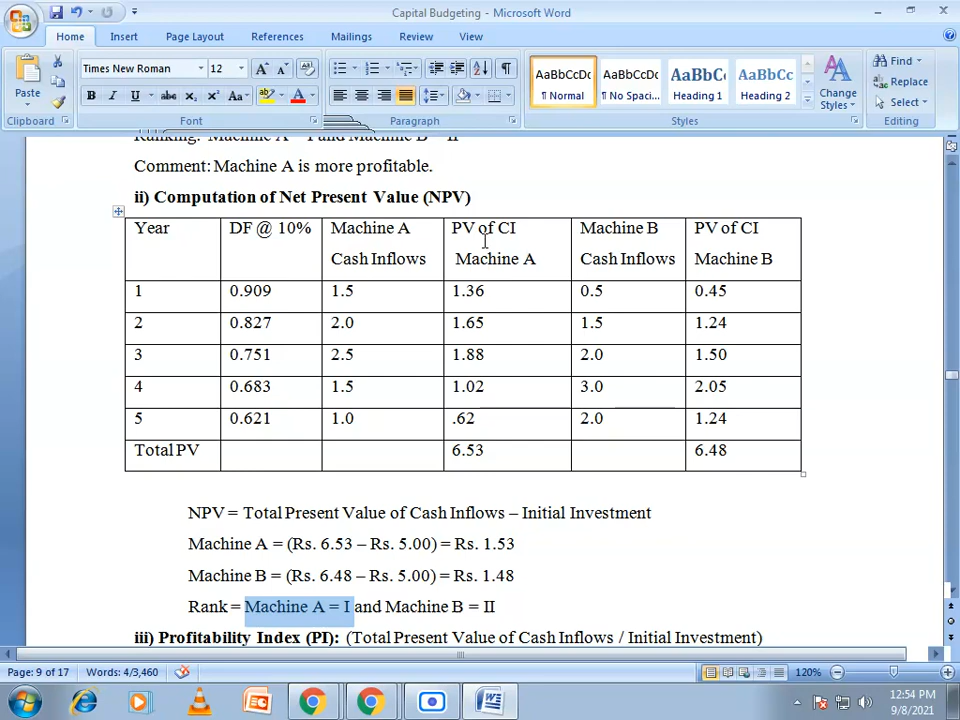 Capital Budgeting - Microsoft Word
Home Insert Page Layout References Mailings Review View
Paste
Clipboard
Times New Roman 12
B I U abc x₂ x² Aa
Font
Paragraph
AaBbCcDc AaBbCcDc AaBbC AaBbCc
¶ Normal ¶ No Spaci... Heading 1 Heading 2
Change Styles
Styles
Find
Replace
Select
Editing
Comment: Machine A is more profitable.
ii) Computation of Net Present Value (NPV)
Year DF @ 10% Machine A Cash Inflows PV of CI Machine A Machine B Cash Inflows PV of CI Machine B
1 0.909 1.5 1.36 0.5 0.45
2 0.827 2.0 1.65 1.5 1.24
3 0.751 2.5 1.88 2.0 1.50
4 0.683 1.5 1.02 3.0 2.05
5 0.621 1.0 .62 2.0 1.24
Total PV 6.53 6.48
NPV = Total Present Value of Cash Inflows – Initial Investment
Machine A = (Rs. 6.53 – Rs. 5.00) = Rs. 1.53
Machine B = (Rs. 6.48 – Rs. 5.00) = Rs. 1.48
Rank = Machine A = I and Machine B = II
iii) Profitability Index (PI): (Total Present Value of Cash Inflows / Initial Investment)
Page: 9 of 17 Words: 4/3,460 120%
12:54 PM
9/8/2021